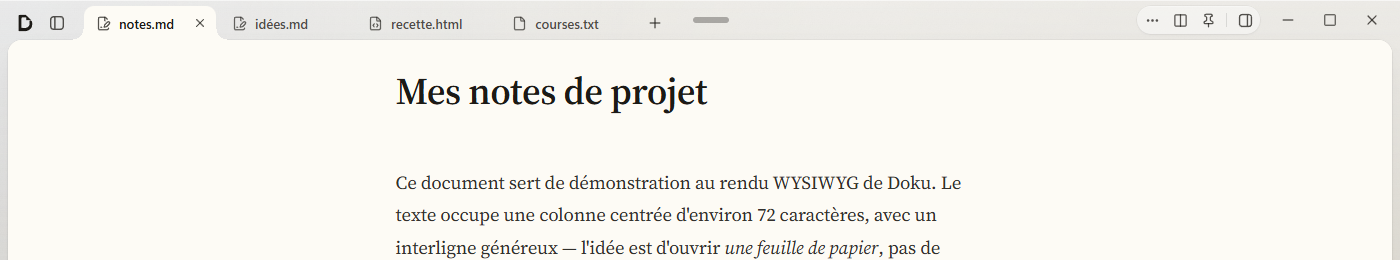 notes.md
idées.md
recette.html
courses.txt
Mes notes de projet
Ce document sert de démonstration au rendu WYSIWYG de Doku. Le
texte occupe une colonne centrée d'environ 72 caractères, avec un
interligne généreux — l'idée est d'ouvrir une feuille de papier, pas de